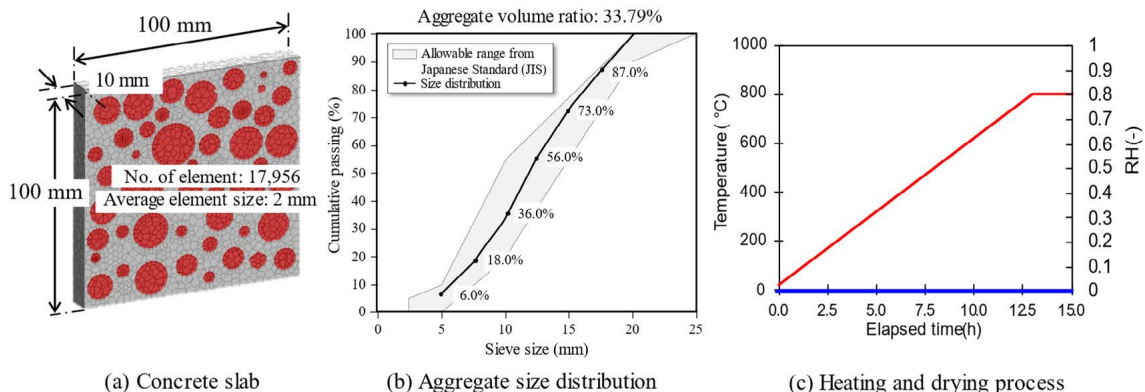 100 mm
10 mm
100 mm
No. of element: 17,956
Average element size: 2 mm
(a) Concrete slab
Aggregate volume ratio: 33.79%
Allowable range from
Japanese Standard (JIS)
Size distribution
100
90
80
70
60
50
40
30
20
10
0
Cumulative passing (%)
87.0%
73.0%
56.0%
36.0%
18.0%
6.0%
0 5 10 15 20 25
Sieve size (mm)
(b) Aggregate size distribution
1000
800
600
400
200
0
Temperature ( °C)
1
0.9
0.8
0.7
0.6
0.5
0.4
0.3
0.2
0.1
0
RH(-)
0.0 2.5 5.0 7.5 10.0 12.5 15.0
Elapsed time(h)
(c) Heating and drying process